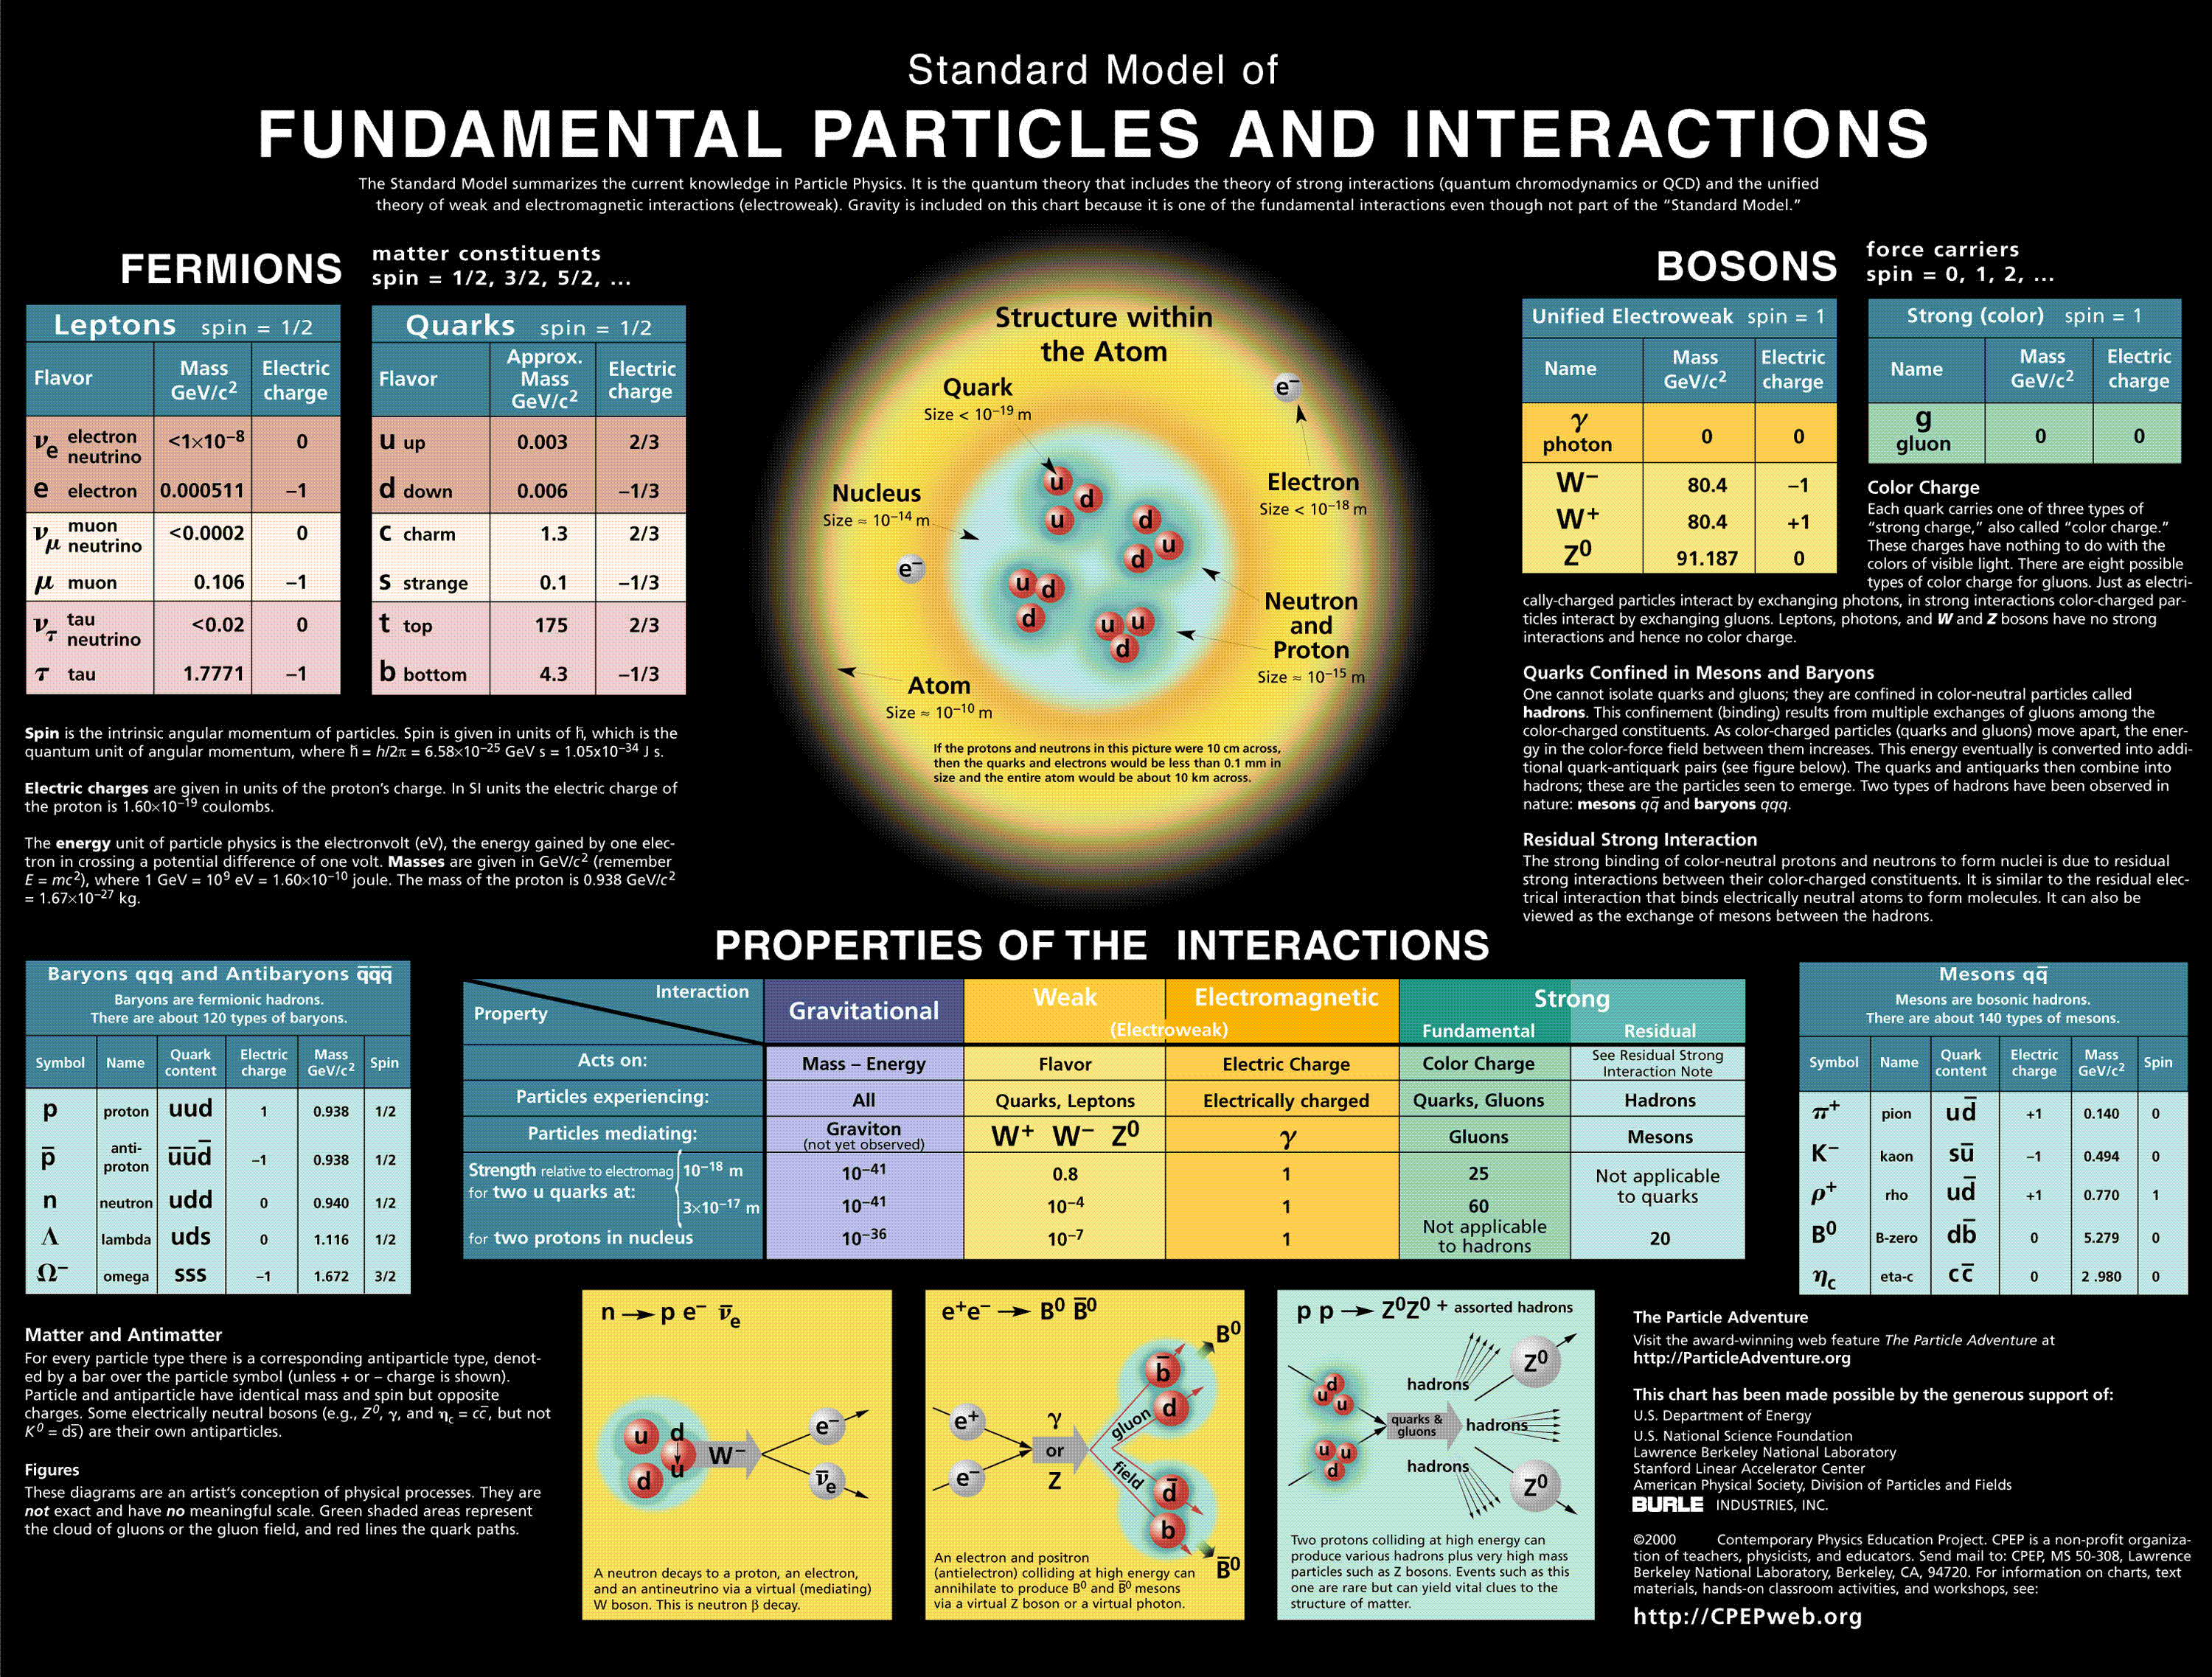 Standard Model of
FUNDAMENTAL PARTICLES AND INTERACTIONS
The Standard Model summarizes the current knowledge in Particle Physics. It is the quantum theory that includes the theory of strong interactions (quantum chromodynamics or QCD) and the unified
theory of weak and electromagnetic interactions (electroweak). Gravity is included on this chart because it is one of the fundamental interactions even though not part of the "Standard Model."
FERMIONS
matter constituents
spin = 1/2, 3/2, 5/2, ...
Leptons spin = 1/2
Flavor Mass GeV/c² Electric charge
νe electron neutrino <1×10⁻⁸ 0
e electron 0.000511 –1
νμ muon neutrino <0.0002 0
μ muon 0.106 –1
ντ tau neutrino <0.02 0
τ tau 1.7771 –1
Quarks spin = 1/2
Flavor Approx. Mass GeV/c² Electric charge
u up 0.003 2/3
d down 0.006 –1/3
c charm 1.3 2/3
s strange 0.1 –1/3
t top 175 2/3
b bottom 4.3 –1/3
Spin is the intrinsic angular momentum of particles. Spin is given in units of ħ, which is the
quantum unit of angular momentum, where ħ = h/2π = 6.58×10⁻²⁵ GeV s = 1.05x10⁻³⁴ J s.
Electric charges are given in units of the proton's charge. In SI units the electric charge of
the proton is 1.60×10⁻¹⁹ coulombs.
The energy unit of particle physics is the electronvolt (eV), the energy gained by one elec-
tron in crossing a potential difference of one volt. Masses are given in GeV/c² (remember
E = mc²), where 1 GeV = 10⁹ eV = 1.60×10⁻¹⁰ joule. The mass of the proton is 0.938 GeV/c²
= 1.67×10⁻²⁷ kg.
Structure within
the Atom
Quark
Size < 10⁻¹⁹ m
e⁻
Nucleus
Size ≈ 10⁻¹⁴ m
Electron
Size < 10⁻¹⁸ m
u
d
u
d
u
d
e⁻
u
d
d
u
u
d
Neutron
and
Proton
Size ≈ 10⁻¹⁵ m
Atom
Size ≈ 10⁻¹⁰ m
If the protons and neutrons in this picture were 10 cm across,
then the quarks and electrons would be less than 0.1 mm in
size and the entire atom would be about 10 km across.
BOSONS
force carriers
spin = 0, 1, 2, ...
Unified Electroweak spin = 1
Name Mass GeV/c² Electric charge
γ photon 0 0
W⁻ 80.4 –1
W⁺ 80.4 +1
Z⁰ 91.187 0
Strong (color) spin = 1
Name Mass GeV/c² Electric charge
g gluon 0 0
Color Charge
Each quark carries one of three types of
"strong charge," also called "color charge."
These charges have nothing to do with the
colors of visible light. There are eight possible
types of color charge for gluons. Just as electri-
cally-charged particles interact by exchanging photons, in strong interactions color-charged par-
ticles interact by exchanging gluons. Leptons, photons, and W and Z bosons have no strong
interactions and hence no color charge.
Quarks Confined in Mesons and Baryons
One cannot isolate quarks and gluons; they are confined in color-neutral particles called
hadrons. This confinement (binding) results from multiple exchanges of gluons among the
color-charged constituents. As color-charged particles (quarks and gluons) move apart, the ener-
gy in the color-force field between them increases. This energy eventually is converted into addi-
tional quark-antiquark pairs (see figure below). The quarks and antiquarks then combine into
hadrons; these are the particles seen to emerge. Two types of hadrons have been observed in
nature: mesons qq̄ and baryons qqq.
Residual Strong Interaction
The strong binding of color-neutral protons and neutrons to form nuclei is due to residual
strong interactions between their color-charged constituents. It is similar to the residual elec-
trical interaction that binds electrically neutral atoms to form molecules. It can also be
viewed as the exchange of mesons between the hadrons.
PROPERTIES OF THE INTERACTIONS
Baryons qqq and Antibaryons q̄q̄q̄
Baryons are fermionic hadrons.
There are about 120 types of baryons.
Symbol Name Quark content Electric charge Mass GeV/c² Spin
p proton uud 1 0.938 1/2
p̄ anti-proton ūūd̄ –1 0.938 1/2
n neutron udd 0 0.940 1/2
Λ lambda uds 0 1.116 1/2
Ω⁻ omega sss –1 1.672 3/2
Interaction
Property
Gravitational Weak Electromagnetic Strong
(Electroweak) Fundamental Residual
Acts on: Mass – Energy Flavor Electric Charge Color Charge See Residual Strong Interaction Note
Particles experiencing: All Quarks, Leptons Electrically charged Quarks, Gluons Hadrons
Particles mediating: Graviton (not yet observed) W⁺ W⁻ Z⁰ γ Gluons Mesons
Strength relative to electromag 10⁻¹⁸ m 10⁻⁴¹ 0.8 1 25 Not applicable to quarks
for two u quarks at: 3×10⁻¹⁷ m 10⁻⁴¹ 10⁻⁴ 1 60
for two protons in nucleus 10⁻³⁶ 10⁻⁷ 1 Not applicable to hadrons 20
Mesons qq̄
Mesons are bosonic hadrons.
There are about 140 types of mesons.
Symbol Name Quark content Electric charge Mass GeV/c² Spin
π⁺ pion ud̄ +1 0.140 0
K⁻ kaon sū –1 0.494 0
ρ⁺ rho ud̄ +1 0.770 1
B⁰ B-zero db̄ 0 5.279 0
ηc eta-c cc̄ 0 2 .980 0
Matter and Antimatter
For every particle type there is a corresponding antiparticle type, denot-
ed by a bar over the particle symbol (unless + or – charge is shown).
Particle and antiparticle have identical mass and spin but opposite
charges. Some electrically neutral bosons (e.g., Z⁰, γ, and ηc = cc̄, but not
K⁰ = ds̄) are their own antiparticles.
Figures
These diagrams are an artist's conception of physical processes. They are
not exact and have no meaningful scale. Green shaded areas represent
the cloud of gluons or the gluon field, and red lines the quark paths.
n → p e⁻ ν̄e
u
d
d
u
W⁻
e⁻
ν̄e
A neutron decays to a proton, an electron,
and an antineutrino via a virtual (mediating)
W boson. This is neutron β decay.
e⁺e⁻ → B⁰ B̄⁰
B⁰
b̄
d
e⁺
e⁻
γ
or
Z
gluon
field
d̄
b
B̄⁰
An electron and positron
(antielectron) colliding at high energy can
annihilate to produce B⁰ and B̄⁰ mesons
via a virtual Z boson or a virtual photon.
p p → Z⁰Z⁰ + assorted hadrons
Z⁰
hadrons
u
d
u
quarks &
gluons
hadrons
u
u
d
hadrons
Z⁰
Two protons colliding at high energy can
produce various hadrons plus very high mass
particles such as Z bosons. Events such as this
one are rare but can yield vital clues to the
structure of matter.
The Particle Adventure
Visit the award-winning web feature The Particle Adventure at
http://ParticleAdventure.org
This chart has been made possible by the generous support of:
U.S. Department of Energy
U.S. National Science Foundation
Lawrence Berkeley National Laboratory
Stanford Linear Accelerator Center
American Physical Society, Division of Particles and Fields
BURLE INDUSTRIES, INC.
©2000 Contemporary Physics Education Project. CPEP is a non-profit organiza-
tion of teachers, physicists, and educators. Send mail to: CPEP, MS 50-308, Lawrence
Berkeley National Laboratory, Berkeley, CA, 94720. For information on charts, text
materials, hands-on classroom activities, and workshops, see:
http://CPEPweb.org